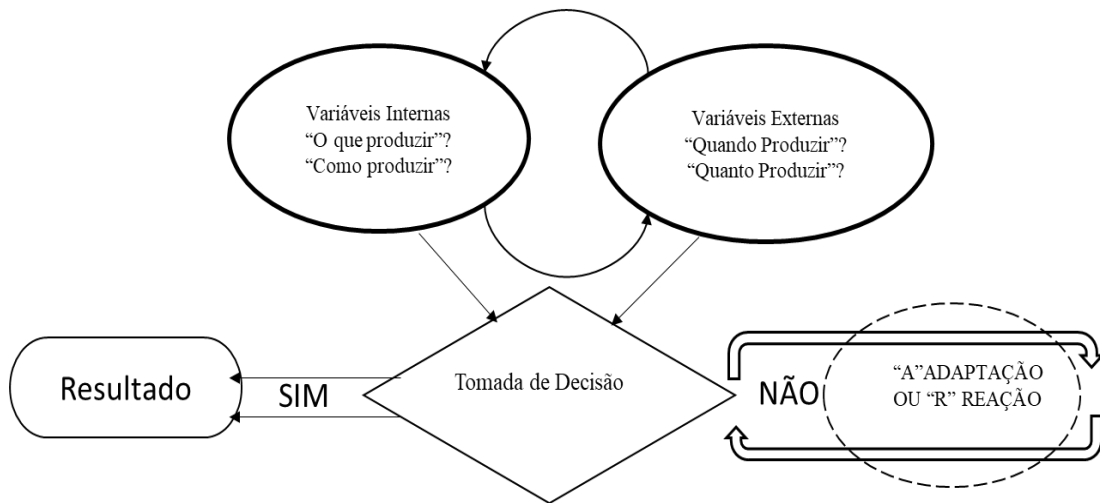 Variáveis Internas
“O que produzir”?
“Como produzir”?
Variáveis Externas
“Quando Produzir”?
“Quanto Produzir”?
Resultado
SIM
Tomada de Decisão
NÃO
“A”ADAPTAÇÃO
OU “R” REAÇÃO